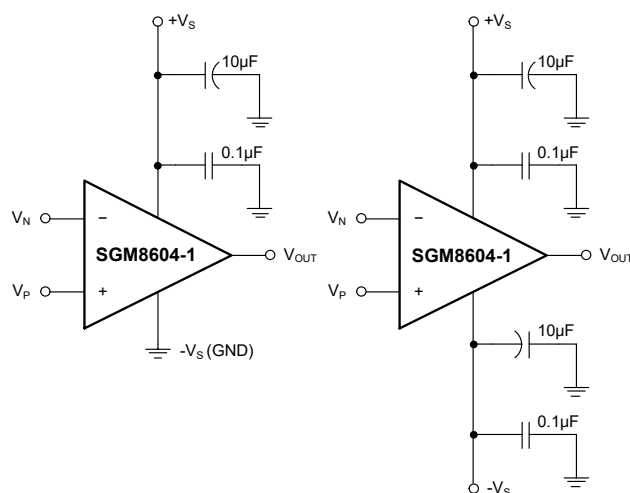 +VS
10µF
0.1µF
VN
−
SGM8604-1
VOUT
VP
+
-VS (GND)
+VS
10µF
0.1µF
VN
−
SGM8604-1
VOUT
VP
+
10µF
0.1µF
-VS